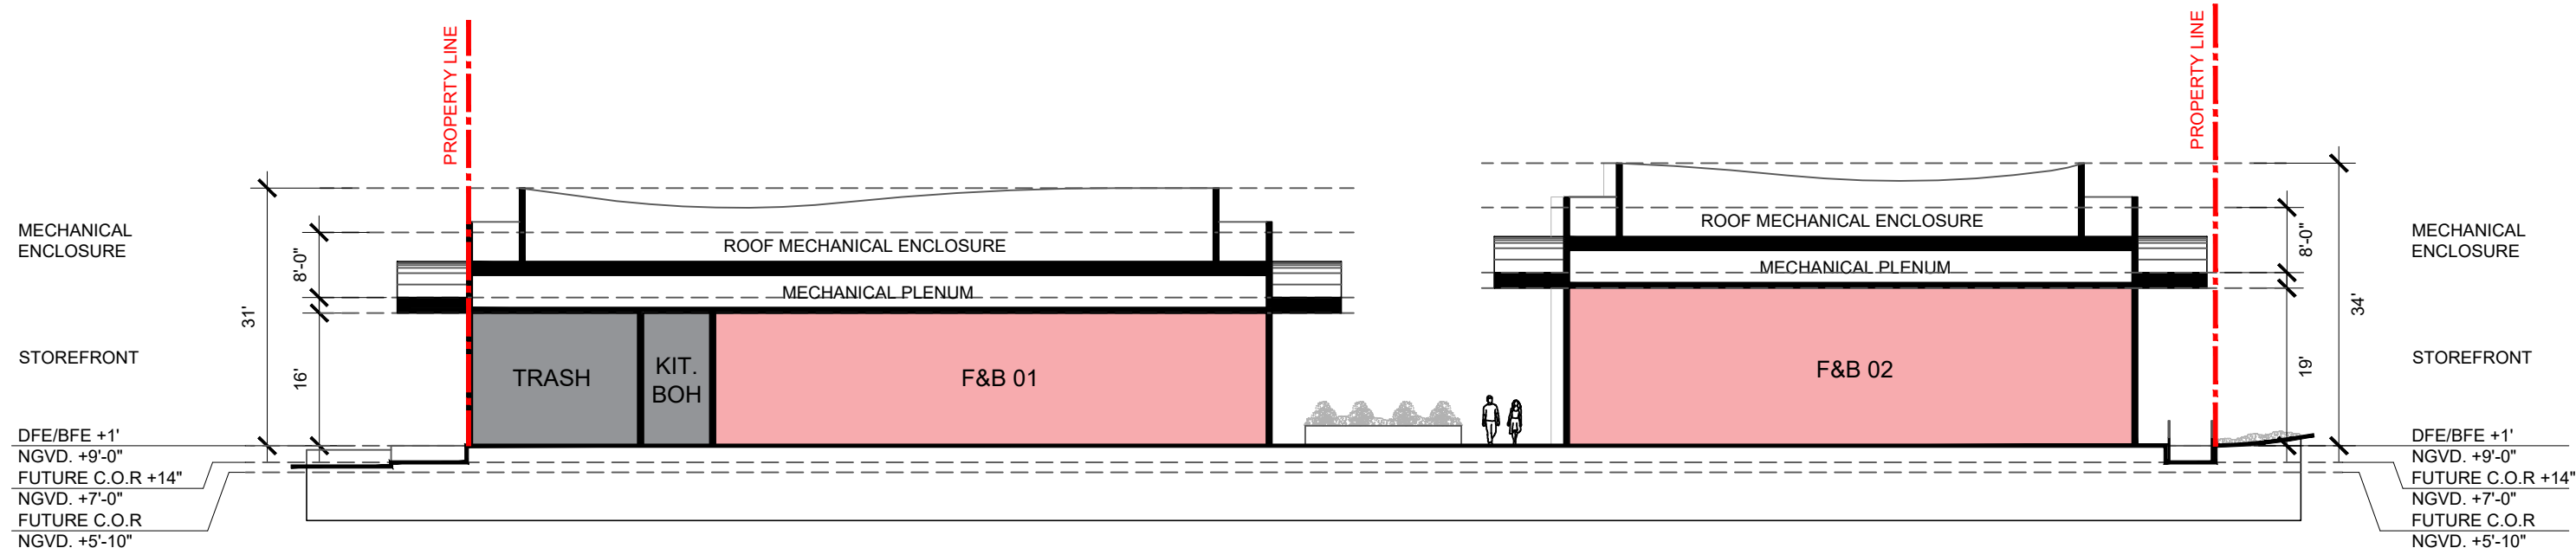 PROPERTY LINE
PROPERTY LINE
MECHANICAL
ENCLOSURE
STOREFRONT
31'
8'-0"
16'
ROOF MECHANICAL ENCLOSURE
MECHANICAL PLENUM
TRASH
KIT.
BOH
F&B 01
ROOF MECHANICAL ENCLOSURE
MECHANICAL PLENUM
F&B 02
8'-0"
19'
34'
MECHANICAL
ENCLOSURE
STOREFRONT
DFE/BFE +1'
NGVD. +9'-0"
FUTURE C.O.R +14"
NGVD. +7'-0"
FUTURE C.O.R
NGVD. +5'-10"
DFE/BFE +1'
NGVD. +9'-0"
FUTURE C.O.R +14"
NGVD. +7'-0"
FUTURE C.O.R
NGVD. +5'-10"